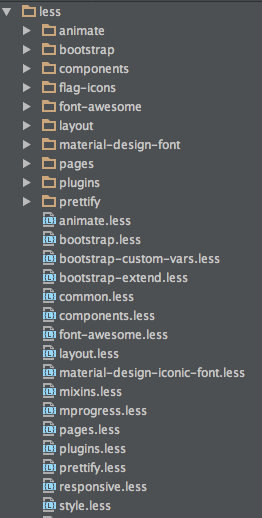 less
animate
bootstrap
components
flag-icons
font-awesome
layout
material-design-font
pages
plugins
prettify
animate.less
bootstrap.less
bootstrap-custom-vars.less
bootstrap-extend.less
common.less
components.less
font-awesome.less
layout.less
material-design-iconic-font.less
mixins.less
mprogress.less
pages.less
plugins.less
prettify.less
responsive.less
style.less